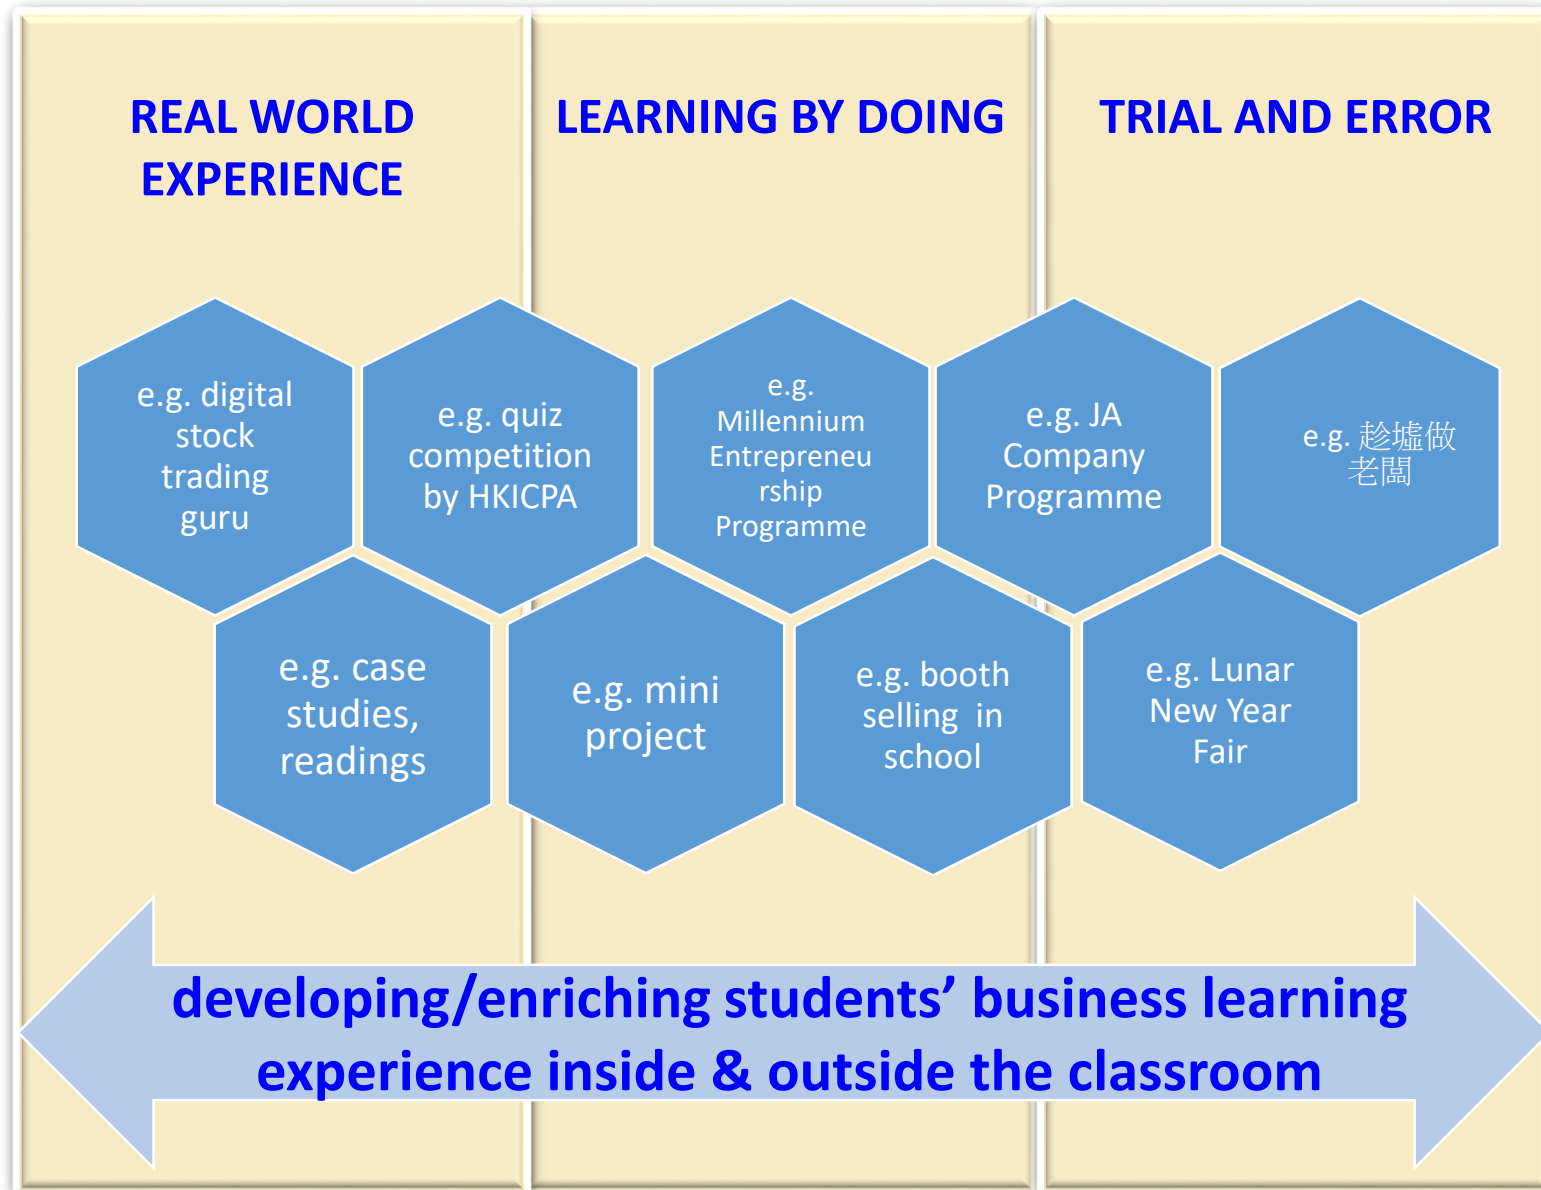 REAL WORLD
EXPERIENCE
LEARNING BY DOING
TRIAL AND ERROR
e.g. digital
stock
trading
guru
e.g. quiz
competition
by HKICPA
e.g.
Millennium
Entrepreneu
rship
Programme
e.g. JA
Company
Programme
e.g. 趁墟做
老闆
e.g. case
studies,
readings
e.g. mini
project
e.g. booth
selling in
school
e.g. Lunar
New Year
Fair
developing/enriching students’ business learning
experience inside & outside the classroom